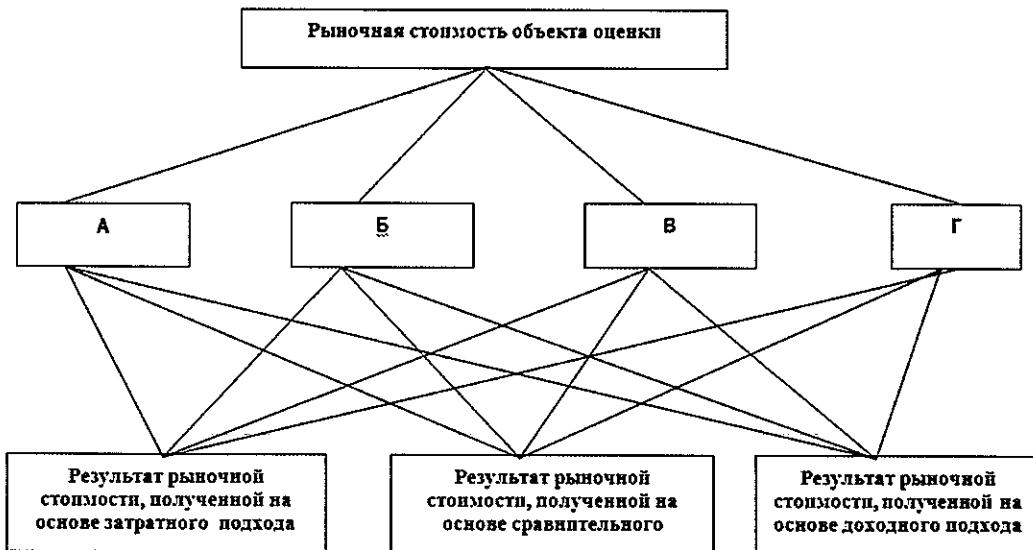 Рыночная стоимость объекта оценки
А
Б
В
Г
Результат рыночной
стоимости, полученной на
основе затратного подхода
Результат рыночной
стоимости, полученной на
основе сравнительного
Результат рыночной
стоимости, полученной на
основе доходного подхода